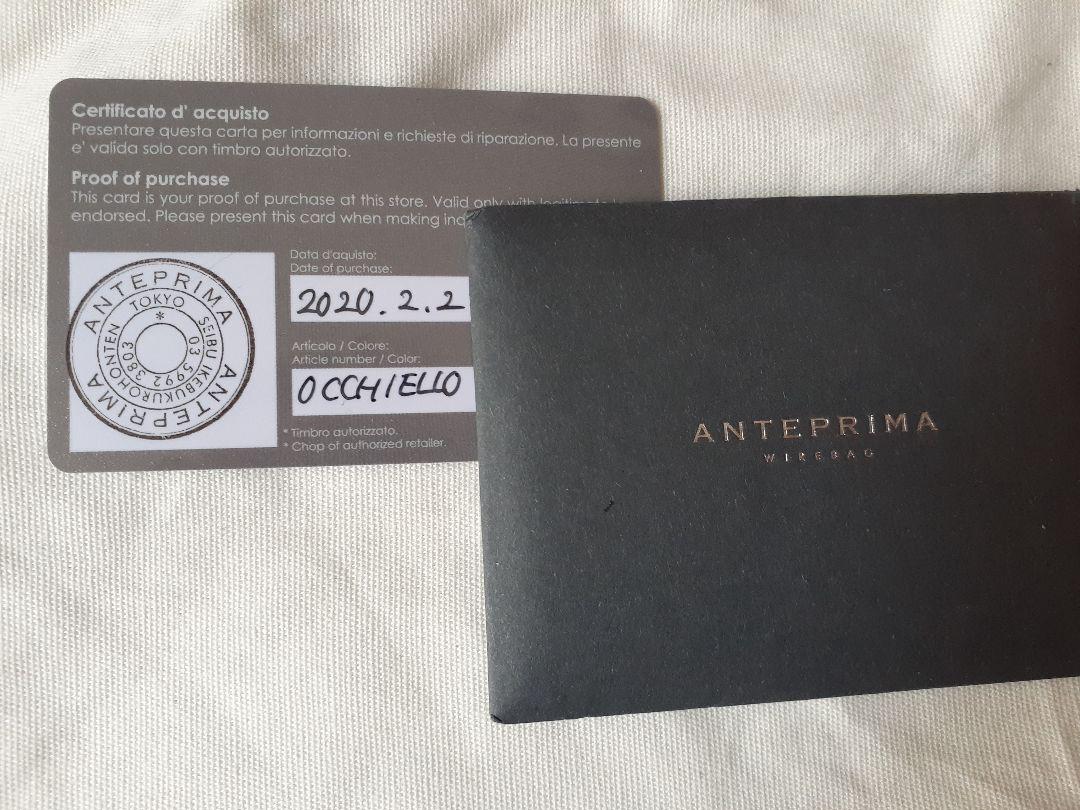 Certificato d' acquisto
Presentare questa carta per informazioni e richieste di riparazione. La presente
e' valida solo con timbro autorizzato.
Proof of purchase
This card is your proof of purchase at this store. Valid only with
endorsed. Please present this card when making
Data d'aquisto:
Date of purchase:
2020.2.2
Articolo / Colore:
Article number / Color:
OCCHIELLO
* Timbro autorizzato.
* Chop of authorized retailer.
ANTEPRIMA ANTEPRIMA
TOKYO
SEIBU IKEBUKUROHONTEN
03 5992 3803
*
ANTEPRIMA
WIREBAG